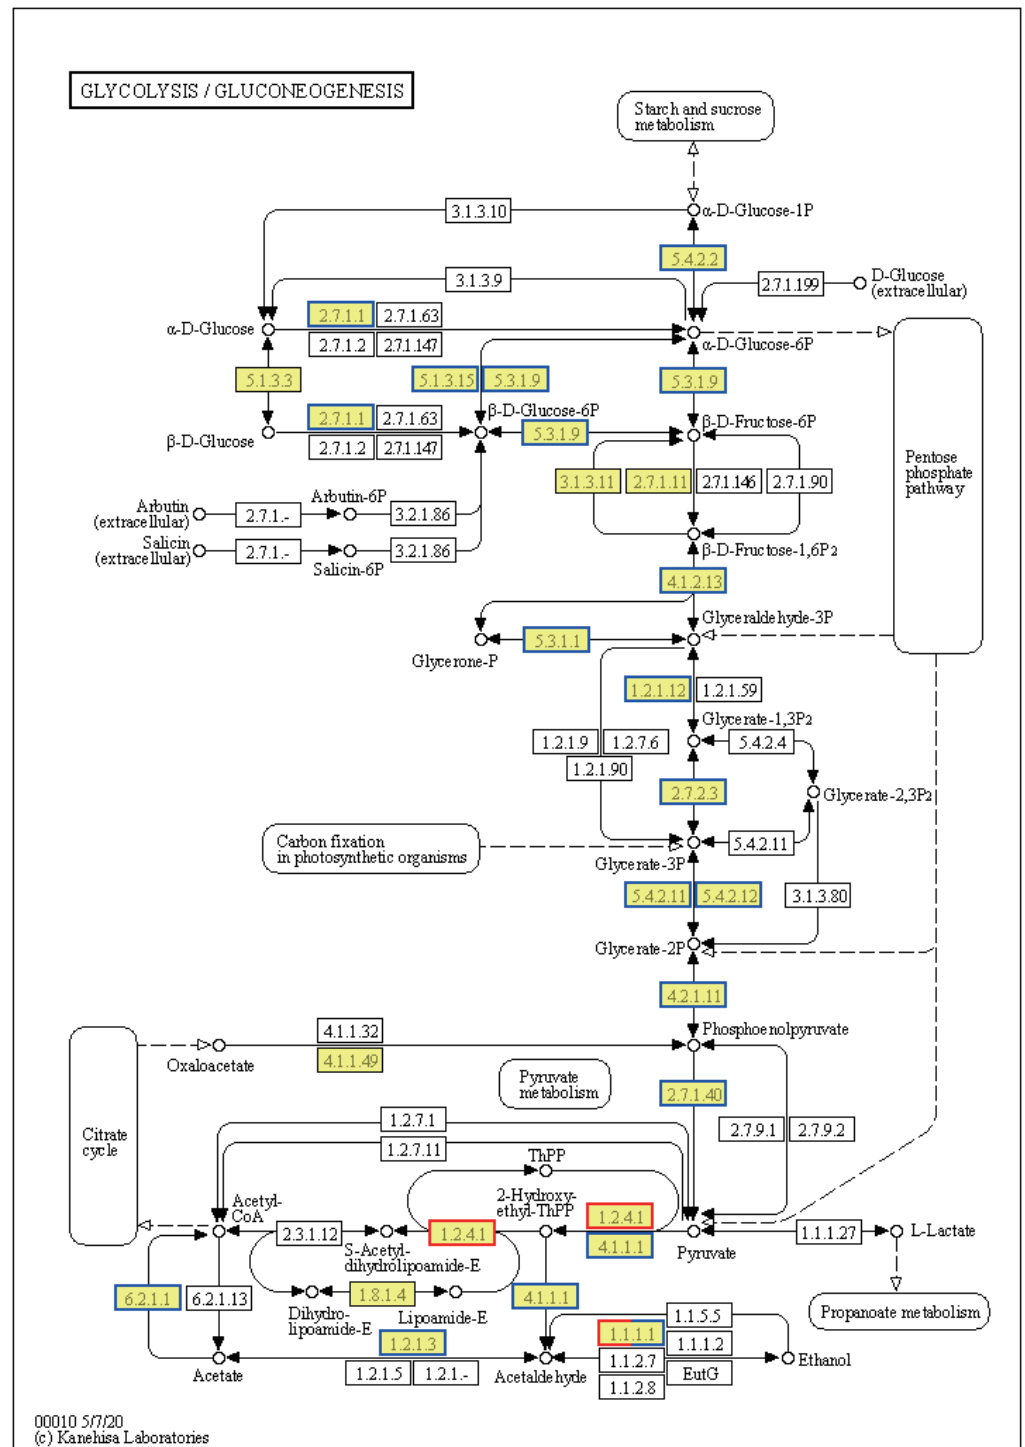 GLYCOLYSIS / GLUCONEOGENESIS
Starch and sucrose
metabolism
3.1.3.10
α-D-Glucose-1P
5.4.2.2
3.1.3.9
2.7.1.199
D-Glucose
(extracellular)
2.7.1.1
2.7.1.63
α-D-Glucose
2.7.1.2
2.7.1.147
α-D-Glucose-6P
5.1.3.3
5.1.3.15
5.3.1.9
5.3.1.9
2.7.1.1
2.7.1.63
β-D-Glucose-6P
β-D-Glucose
2.7.1.2
2.7.1.147
5.3.1.9
β-D-Fructose-6P
Pentose
phosphate
pathway
3.1.3.11
2.7.1.11
2.7.1.146
2.7.1.90
Arbutin
(extracellular)
2.7.1.-
Arbutin-6P
3.2.1.86
Salicin
(extracellular)
2.7.1.-
Salicin-6P
3.2.1.86
β-D-Fructose-1,6P2
4.1.2.13
Glyceraldehyde-3P
Glycerone-P
5.3.1.1
1.2.1.12
1.2.1.59
Glycerate-1,3P2
1.2.1.9
1.2.7.6
1.2.1.90
5.4.2.4
2.7.2.3
Glycerate-2,3P2
Carbon fixation
in photosynthetic organisms
5.4.2.11
Glycerate-3P
5.4.2.11
5.4.2.12
3.1.3.80
Glycerate-2P
4.2.1.11
4.1.1.32
Phosphoenolpyruvate
Oxaloacetate
4.1.1.49
Pyruvate
metabolism
2.7.1.40
Citrate
cycle
1.2.7.1
1.2.7.11
2.7.9.1
2.7.9.2
ThPP
Acetyl-
CoA
2-Hydroxy-
ethyl-ThPP
1.2.4.1
2.3.1.12
1.2.4.1
4.1.1.1
Pyruvate
1.1.1.27
L-Lactate
S-Acetyl-
dihydrolipoamide-E
6.2.1.1
6.2.1.13
1.8.1.4
4.1.1.1
Dihydro-
lipoamide-E
Lipoamide-E
Propanoate metabolism
1.2.1.3
1.1.1.1
1.1.5.5
1.1.1.2
Acetate
1.2.1.5
1.2.1.-
Acetaldehyde
1.1.2.7
EutG
Ethanol
1.1.2.8
00010 5/7/20
(c) Kanehisa Laboratories